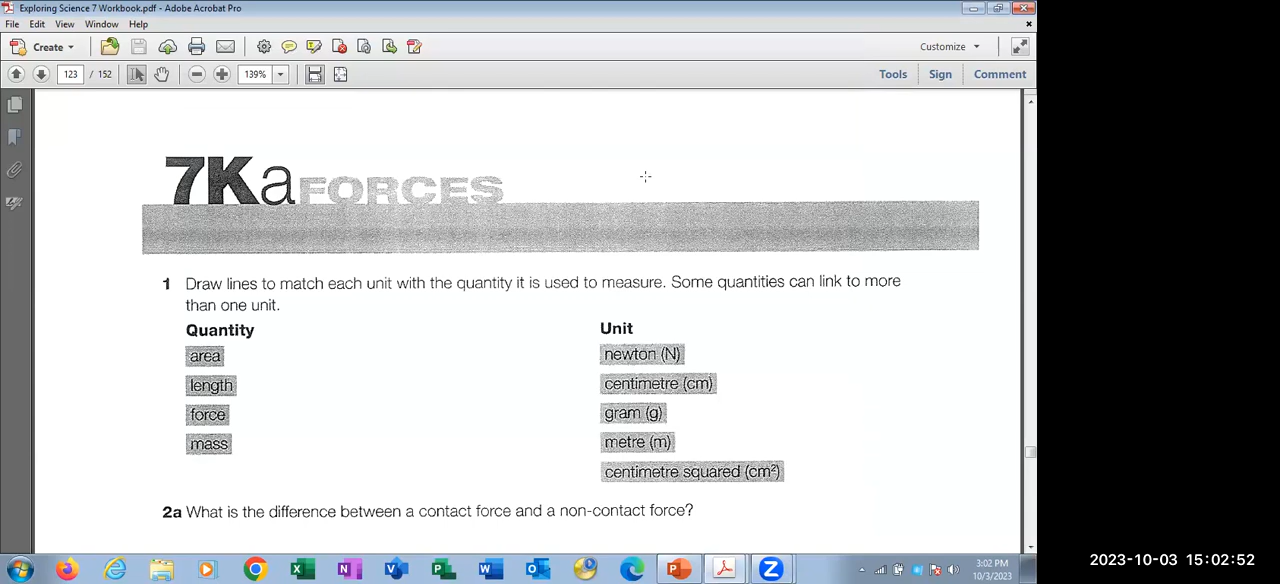 Exploring Science 7 Workbook.pdf - Adobe Acrobat Pro
File Edit View Window Help
Create
Customize
123 / 152
139%
Tools Sign Comment
7Ka FORCES
1 Draw lines to match each unit with the quantity it is used to measure. Some quantities can link to more
than one unit.
Quantity Unit
area newton (N)
length centimetre (cm)
force gram (g)
mass metre (m)
centimetre squared (cm²)
2a What is the difference between a contact force and a non-contact force?
3:02 PM
10/3/2023
2023-10-03 15:02:52